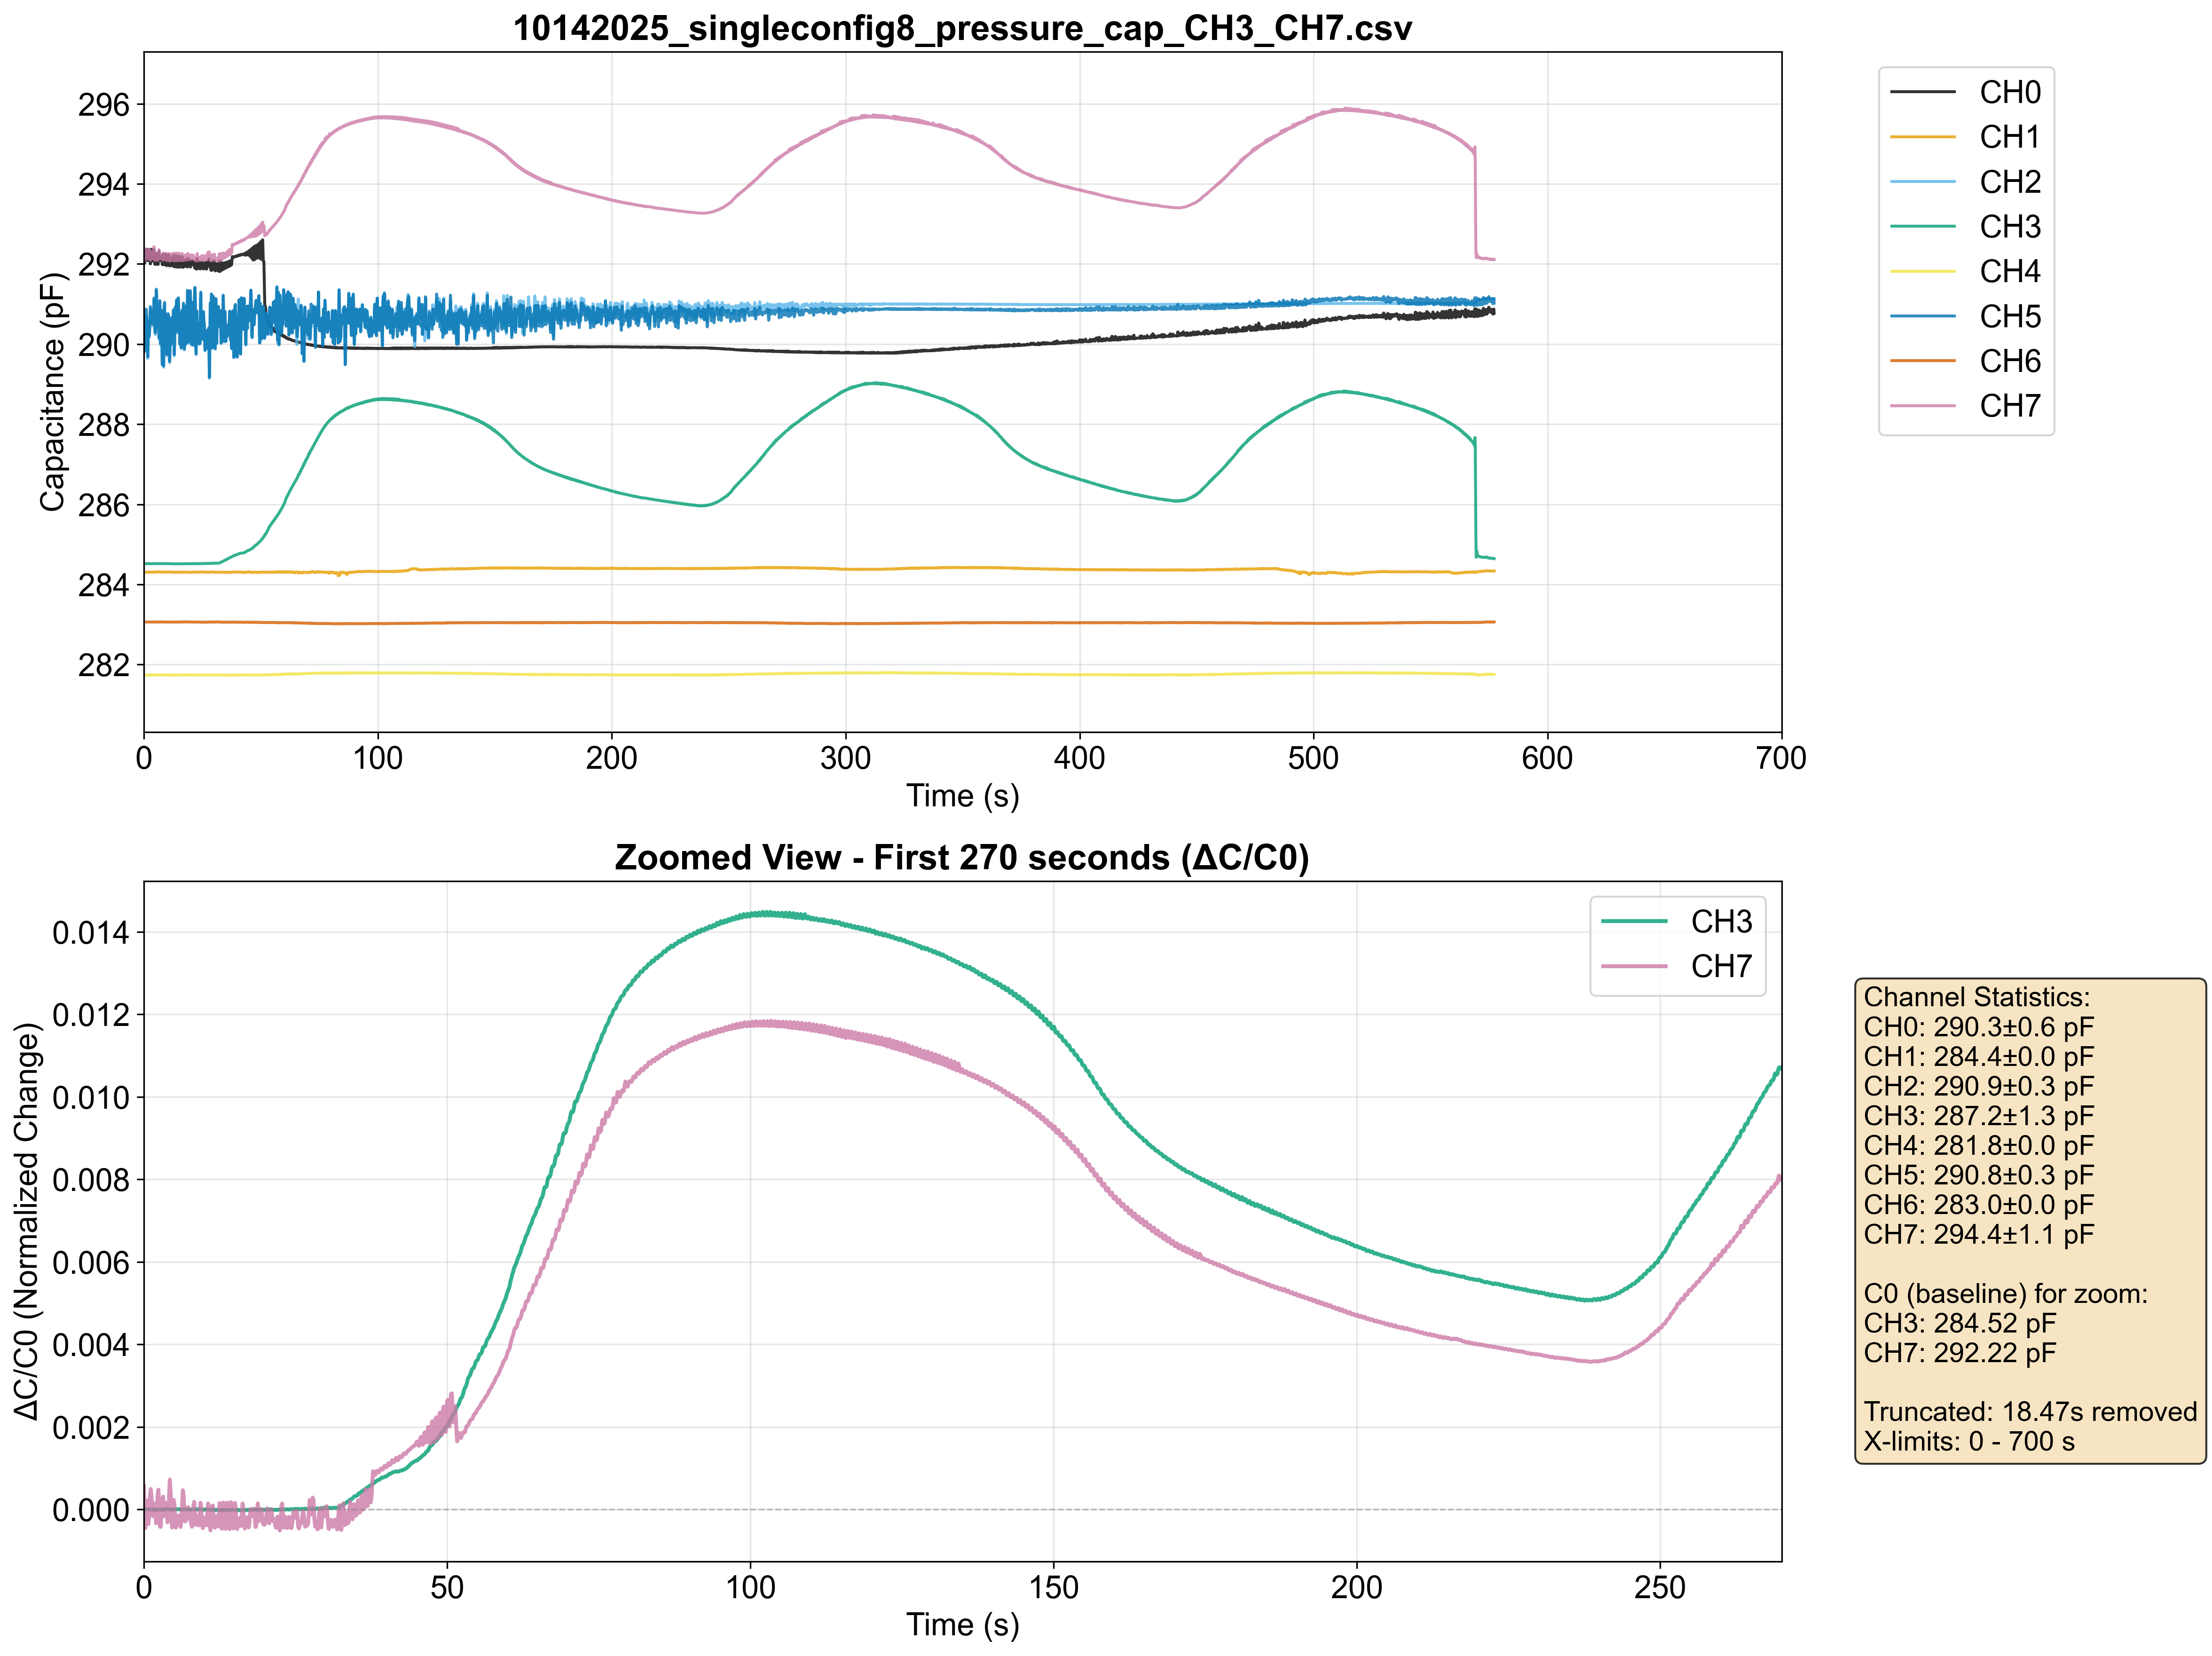 10142025_singleconfig8_pressure_cap_CH3_CH7.csv
Capacitance (pF)
296
294
292
290
288
286
284
282
0 100 200 300 400 500 600 700
Time (s)
CH0
CH1
CH2
CH3
CH4
CH5
CH6
CH7
Zoomed View - First 270 seconds (ΔC/C0)
ΔC/C0 (Normalized Change)
0.014
0.012
0.010
0.008
0.006
0.004
0.002
0.000
0 50 100 150 200 250
Time (s)
CH3
CH7
Channel Statistics:
CH0: 290.3±0.6 pF
CH1: 284.4±0.0 pF
CH2: 290.9±0.3 pF
CH3: 287.2±1.3 pF
CH4: 281.8±0.0 pF
CH5: 290.8±0.3 pF
CH6: 283.0±0.0 pF
CH7: 294.4±1.1 pF
C0 (baseline) for zoom:
CH3: 284.52 pF
CH7: 292.22 pF
Truncated: 18.47s removed
X-limits: 0 - 700 s